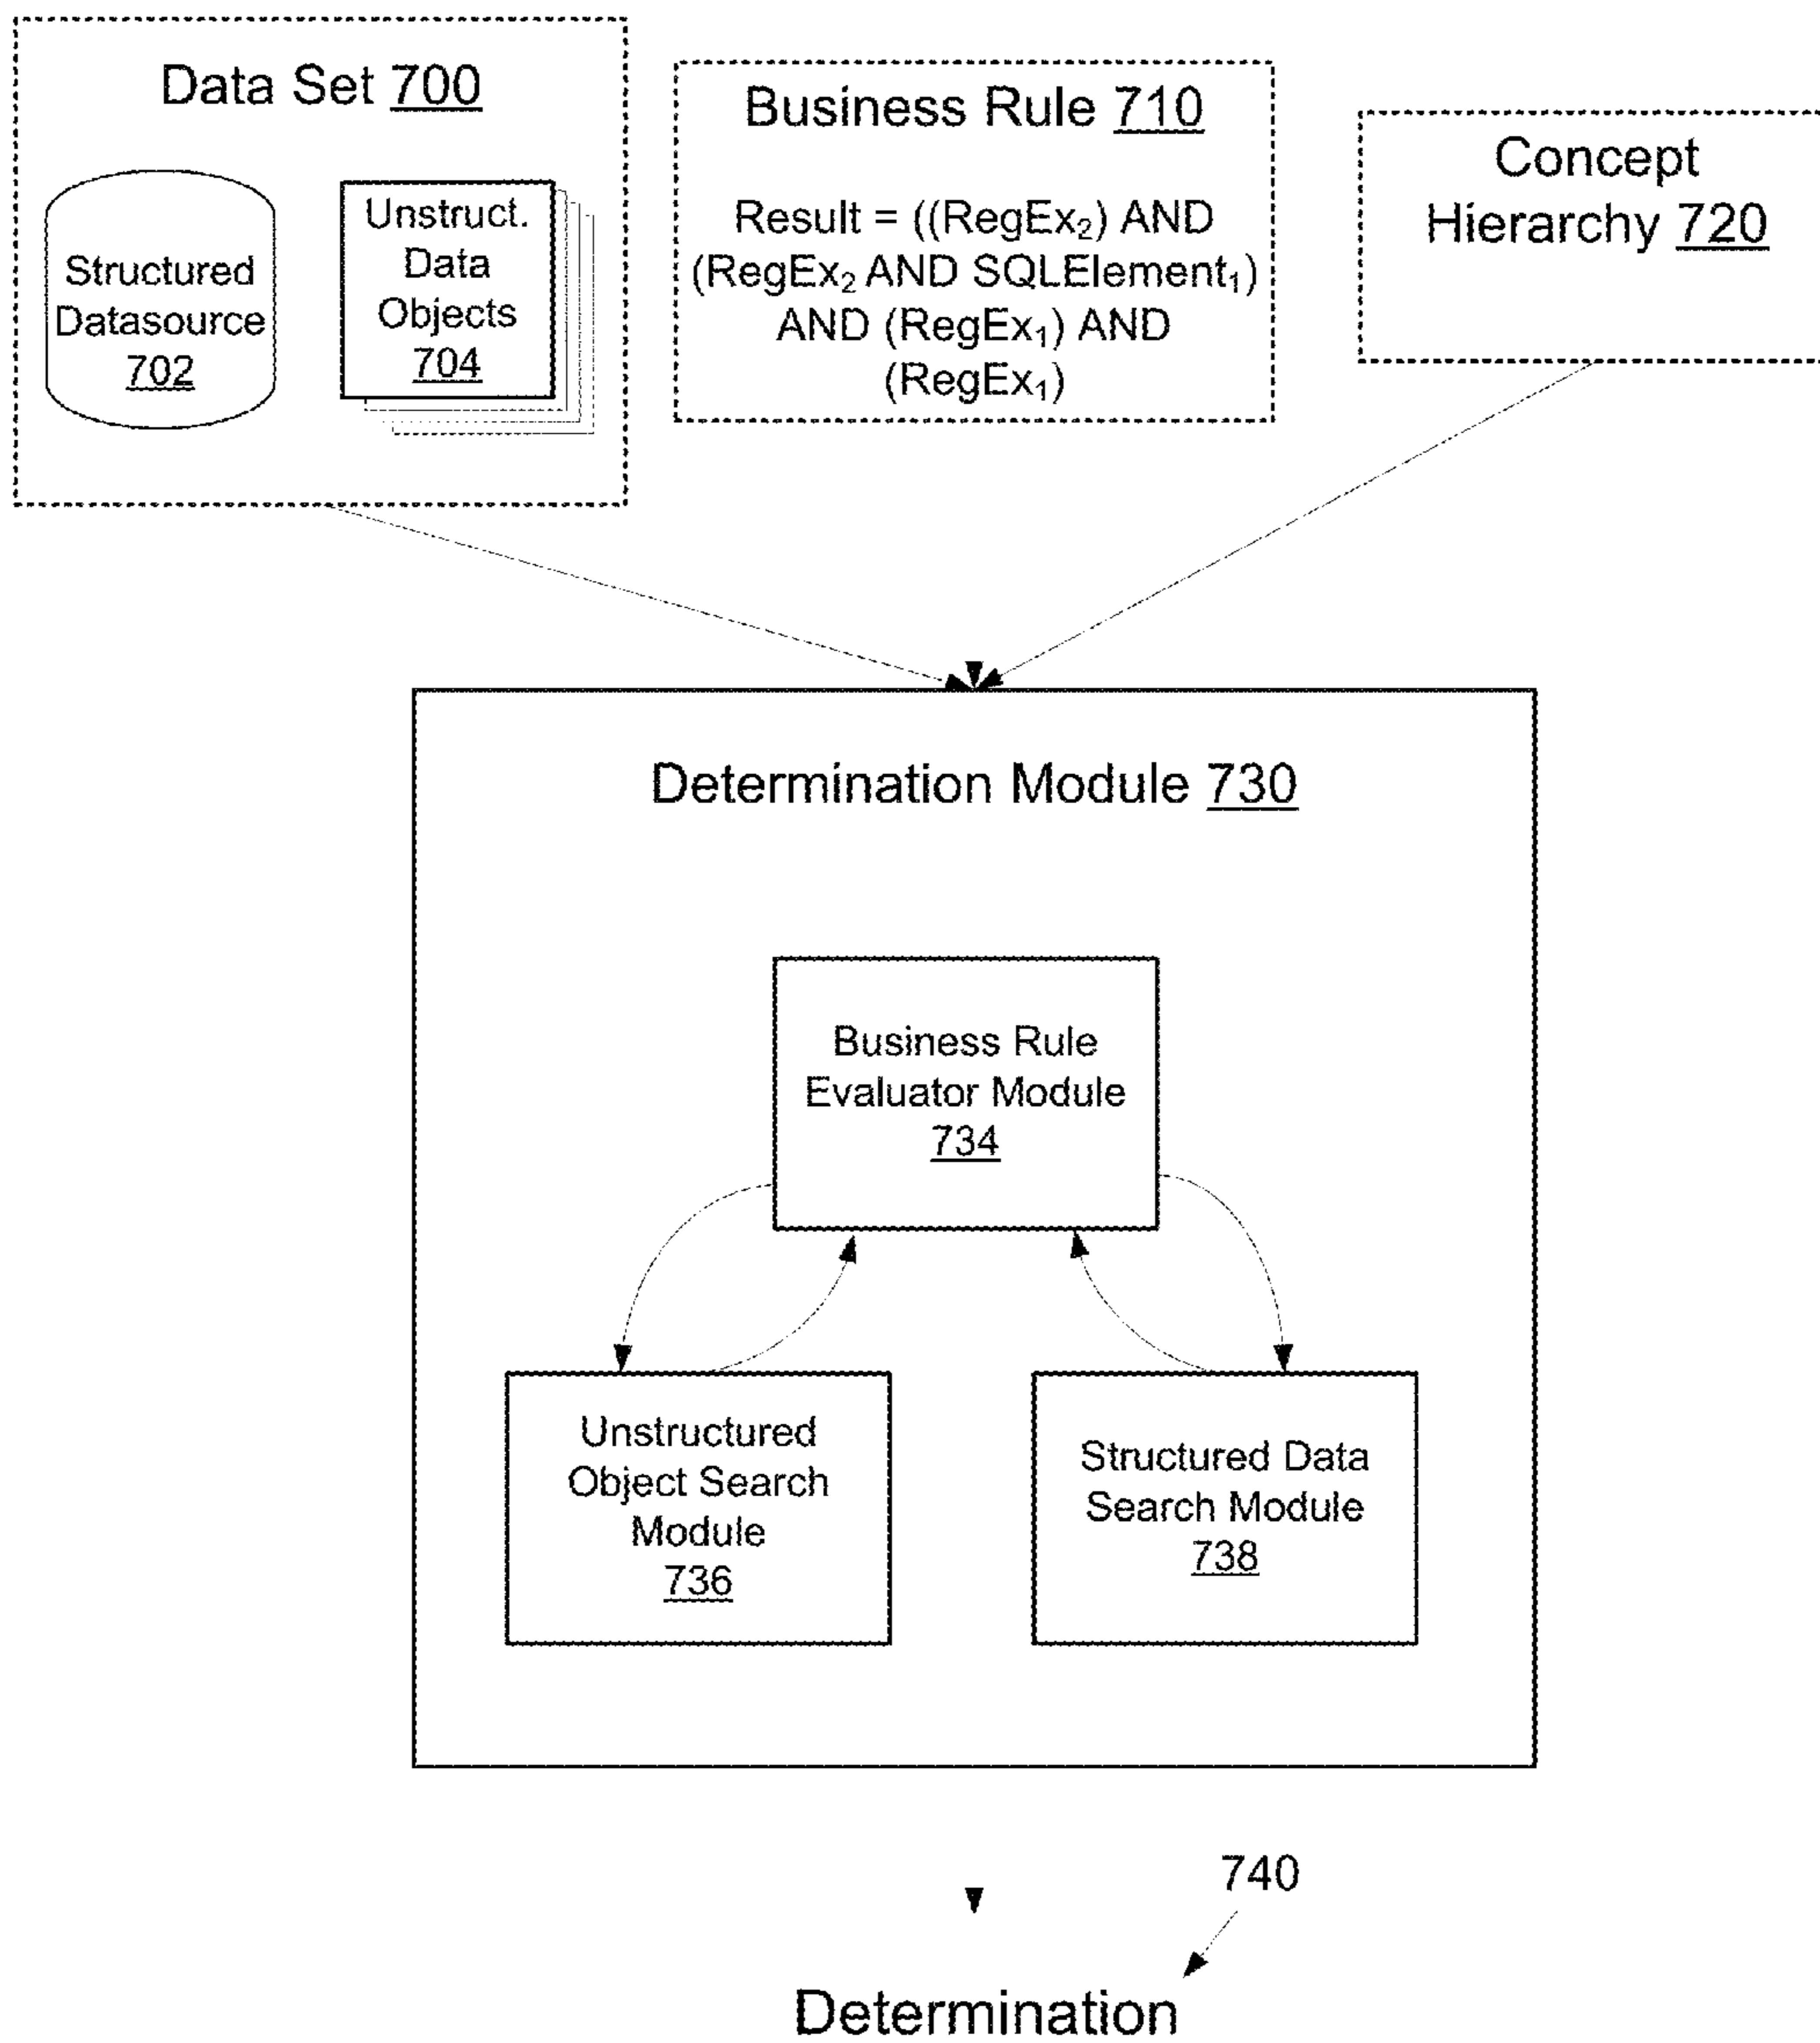 Data Set 700
Structured
Datasource
702
Unstruct.
Data
Objects
704
Business Rule 710
Result = ((RegEx₂) AND
(RegEx₂ AND SQLElement₁)
AND (RegEx₁) AND
(RegEx₁)
Concept
Hierarchy 720
Determination Module 730
Business Rule
Evaluator Module
734
Unstructured
Object Search
Module
736
Structured Data
Search Module
738
740
Determination